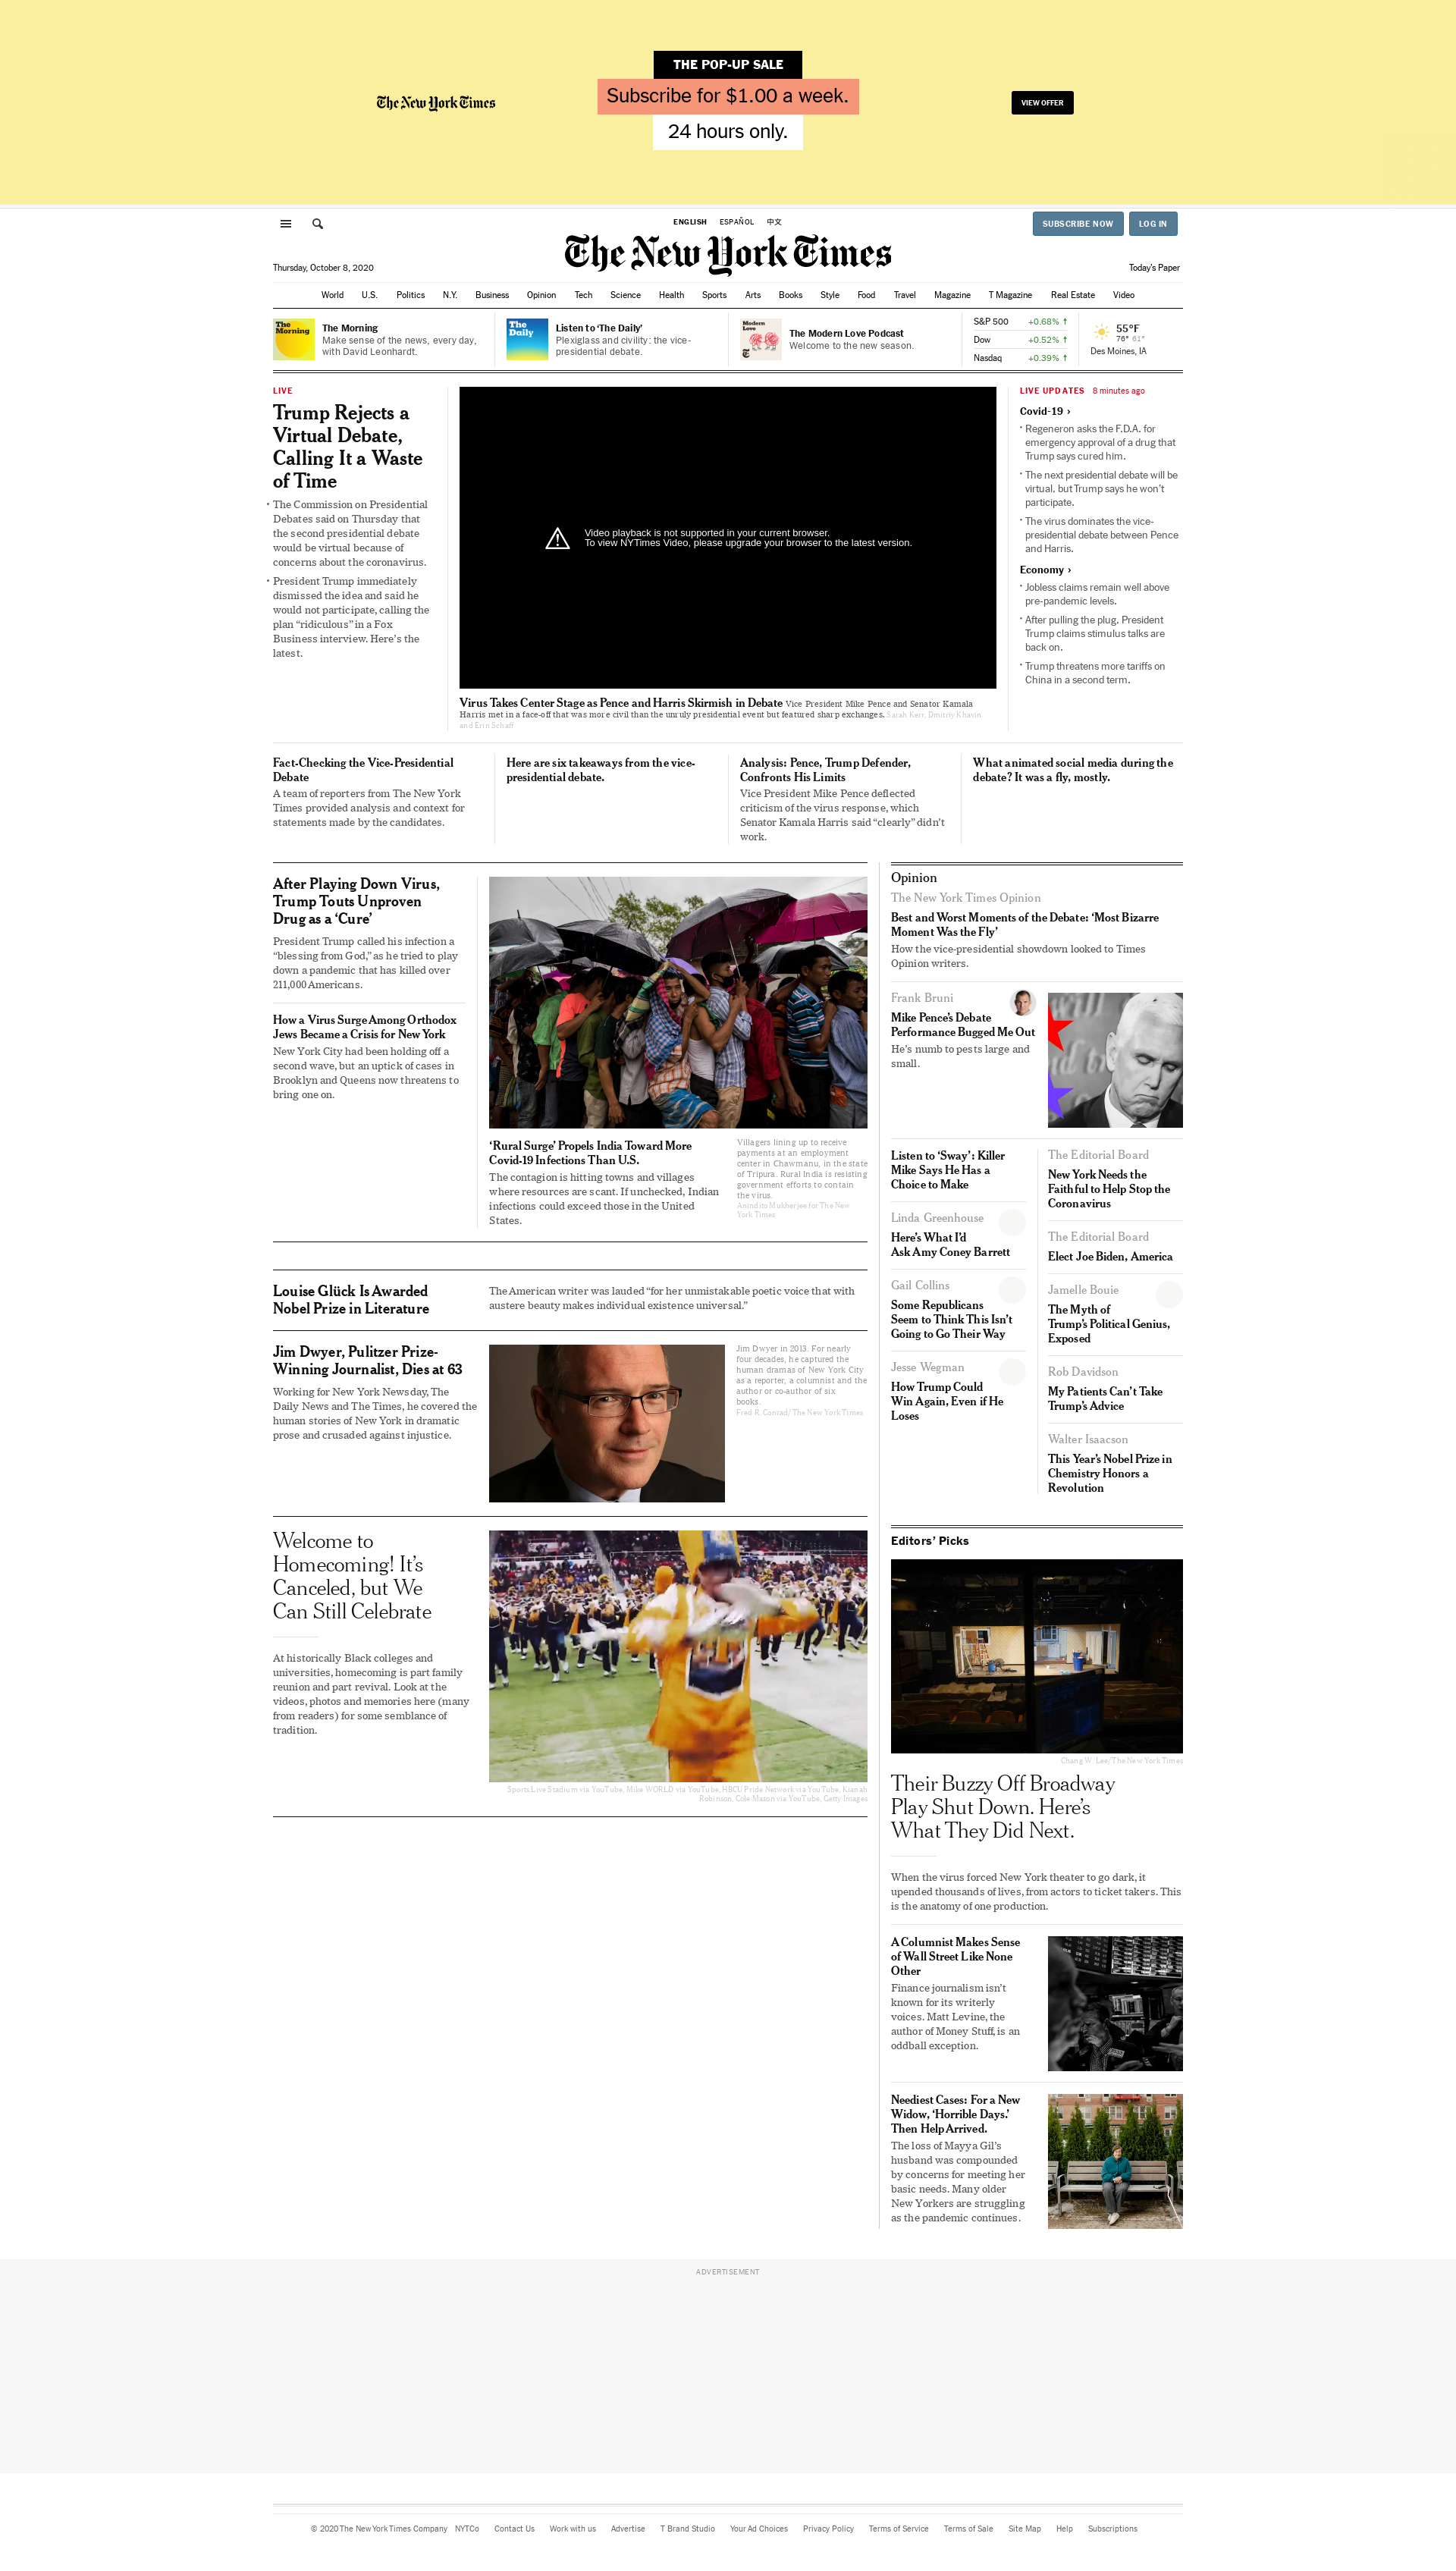 The New York Times
THE POP-UP SALE
Subscribe for $1.00 a week.
24 hours only.
VIEW OFFER
ENGLISH ESPAÑOL 中文
SUBSCRIBE NOW LOG IN
The New York Times
Thursday, October 8, 2020
Today's Paper
World U.S. Politics N.Y. Business Opinion Tech Science Health Sports Arts Books Style Food Travel Magazine T Magazine Real Estate Video
The Morning
The Morning
Make sense of the news, every day,
with David Leonhardt.
The Daily
Listen to ‘The Daily’
Plexiglass and civility: the vice-
presidential debate.
Modern Love
The Modern Love Podcast
Welcome to the new season.
S&P 500 +0.68% ↑
Dow +0.52% ↑
Nasdaq +0.39% ↑
55°F
76° 61°
Des Moines, IA
LIVE
Trump Rejects a
Virtual Debate,
Calling It a Waste
of Time
• The Commission on Presidential
Debates said on Thursday that
the second presidential debate
would be virtual because of
concerns about the coronavirus.
• President Trump immediately
dismissed the idea and said he
would not participate, calling the
plan “ridiculous” in a Fox
Business interview. Here’s the
latest.
Video playback is not supported in your current browser.
To view NYTimes Video, please upgrade your browser to the latest version.
Virus Takes Center Stage as Pence and Harris Skirmish in Debate Vice President Mike Pence and Senator Kamala
Harris met in a face-off that was more civil than the unruly presidential event but featured sharp exchanges. Sarah Kerr, Dmitriy Khavin
and Erin Schaff
LIVE UPDATES 8 minutes ago
Covid-19 ›
• Regeneron asks the F.D.A. for
emergency approval of a drug that
Trump says cured him.
• The next presidential debate will be
virtual, but Trump says he won’t
participate.
• The virus dominates the vice-
presidential debate between Pence
and Harris.
Economy ›
• Jobless claims remain well above
pre-pandemic levels.
• After pulling the plug, President
Trump claims stimulus talks are
back on.
• Trump threatens more tariffs on
China in a second term.
Fact-Checking the Vice-Presidential
Debate
A team of reporters from The New York
Times provided analysis and context for
statements made by the candidates.
Here are six takeaways from the vice-
presidential debate.
Analysis: Pence, Trump Defender,
Confronts His Limits
Vice President Mike Pence deflected
criticism of the virus response, which
Senator Kamala Harris said “clearly” didn’t
work.
What animated social media during the
debate? It was a fly, mostly.
After Playing Down Virus,
Trump Touts Unproven
Drug as a ‘Cure’
President Trump called his infection a
“blessing from God,” as he tried to play
down a pandemic that has killed over
211,000 Americans.
How a Virus Surge Among Orthodox
Jews Became a Crisis for New York
New York City had been holding off a
second wave, but an uptick of cases in
Brooklyn and Queens now threatens to
bring one on.
‘Rural Surge’ Propels India Toward More
Covid-19 Infections Than U.S.
The contagion is hitting towns and villages
where resources are scant. If unchecked, Indian
infections could exceed those in the United
States.
Villagers lining up to receive
payments at an employment
center in Chawmanu, in the state
of Tripura. Rural India is resisting
government efforts to contain
the virus.
Anindito Mukherjee for The New
York Times
Louise Glück Is Awarded
Nobel Prize in Literature
The American writer was lauded “for her unmistakable poetic voice that with
austere beauty makes individual existence universal.”
Jim Dwyer, Pulitzer Prize-
Winning Journalist, Dies at 63
Working for New York Newsday, The
Daily News and The Times, he covered the
human stories of New York in dramatic
prose and crusaded against injustice.
Jim Dwyer in 2013. For nearly
four decades, he captured the
human dramas of New York City
as a reporter, a columnist and the
author or co-author of six
books.
Fred R. Conrad/The New York Times
Welcome to
Homecoming! It’s
Canceled, but We
Can Still Celebrate
At historically Black colleges and
universities, homecoming is part family
reunion and part revival. Look at the
videos, photos and memories here (many
from readers) for some semblance of
tradition.
Sports Live Stadium via YouTube, Mike WORLD via YouTube, HBCU Pride Network via YouTube, Kianah
Robinson, Cole Mason via YouTube, Getty Images
Opinion
The New York Times Opinion
Best and Worst Moments of the Debate: ‘Most Bizarre
Moment Was the Fly’
How the vice-presidential showdown looked to Times
Opinion writers.
Frank Bruni
Mike Pence’s Debate
Performance Bugged Me Out
He’s numb to pests large and
small.
Listen to ‘Sway’: Killer
Mike Says He Has a
Choice to Make
Linda Greenhouse
Here’s What I’d
Ask Amy Coney Barrett
Gail Collins
Some Republicans
Seem to Think This Isn’t
Going to Go Their Way
Jesse Wegman
How Trump Could
Win Again, Even if He
Loses
The Editorial Board
New York Needs the
Faithful to Help Stop the
Coronavirus
The Editorial Board
Elect Joe Biden, America
Jamelle Bouie
The Myth of
Trump’s Political Genius,
Exposed
Rob Davidson
My Patients Can’t Take
Trump’s Advice
Walter Isaacson
This Year’s Nobel Prize in
Chemistry Honors a
Revolution
Editors’ Picks
Chang W. Lee/The New York Times
Their Buzzy Off Broadway
Play Shut Down. Here’s
What They Did Next.
When the virus forced New York theater to go dark, it
upended thousands of lives, from actors to ticket takers. This
is the anatomy of one production.
A Columnist Makes Sense
of Wall Street Like None
Other
Finance journalism isn’t
known for its writerly
voices. Matt Levine, the
author of Money Stuff, is an
oddball exception.
Neediest Cases: For a New
Widow, ‘Horrible Days.’
Then Help Arrived.
The loss of Mayya Gil’s
husband was compounded
by concerns for meeting her
basic needs. Many older
New Yorkers are struggling
as the pandemic continues.
ADVERTISEMENT
© 2020 The New York Times Company NYTCo Contact Us Work with us Advertise T Brand Studio Your Ad Choices Privacy Policy Terms of Service Terms of Sale Site Map Help Subscriptions